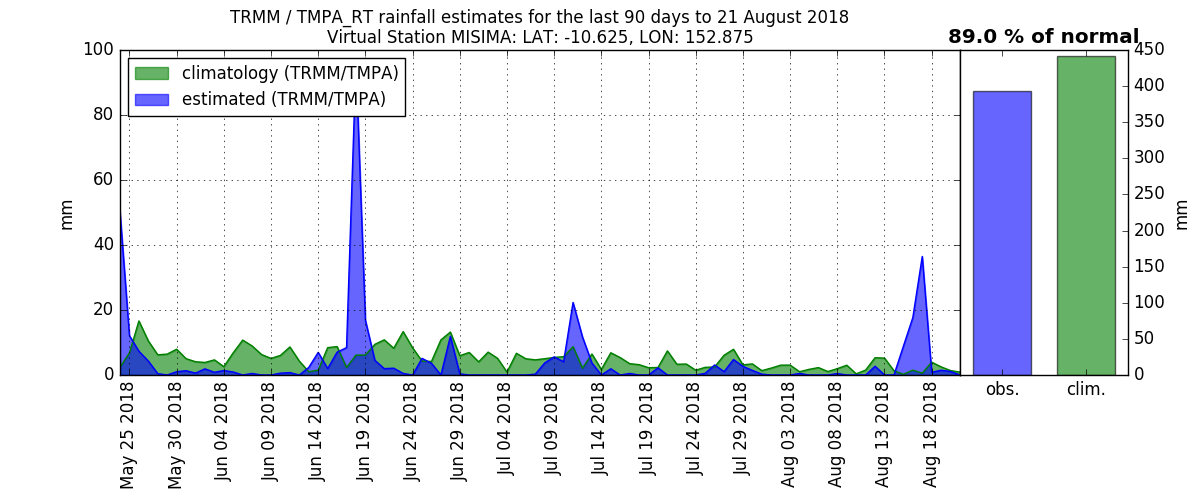 TRMM / TMPA_RT rainfall estimates for the last 90 days to 21 August 2018
Virtual Station MISIMA: LAT: -10.625, LON: 152.875
89.0 % of normal
climatology (TRMM/TMPA)
estimated (TRMM/TMPA)
100
80
60
40
20
0
mm
450
400
350
300
250
200
150
100
50
0
mm
obs.
clim.
May 25 2018
May 30 2018
Jun 04 2018
Jun 09 2018
Jun 14 2018
Jun 19 2018
Jun 24 2018
Jun 29 2018
Jul 04 2018
Jul 09 2018
Jul 14 2018
Jul 19 2018
Jul 24 2018
Jul 29 2018
Aug 03 2018
Aug 08 2018
Aug 13 2018
Aug 18 2018